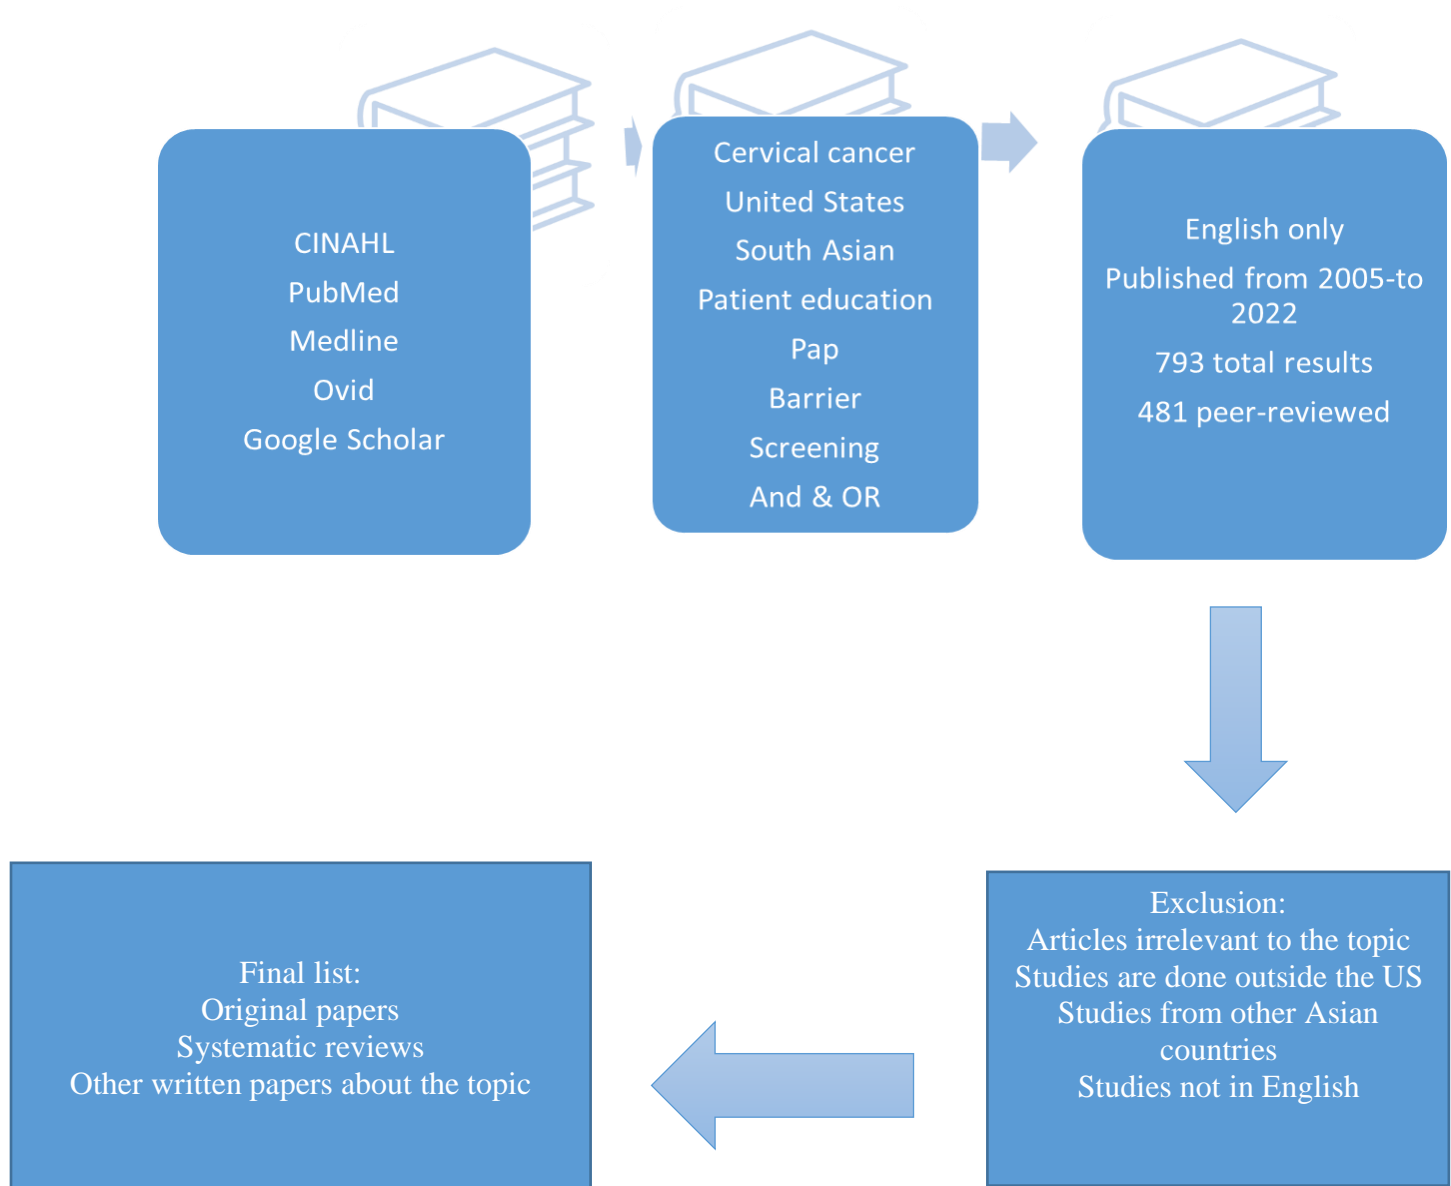 CINAHL
PubMed
Medline
Ovid
Google Scholar
Cervical cancer
United States
South Asian
Patient education
Pap
Barrier
Screening
And & OR
English only
Published from 2005-to
2022
793 total results
481 peer-reviewed
Exclusion:
Articles irrelevant to the topic
Studies are done outside the US
Studies from other Asian
countries
Studies not in English
Final list:
Original papers
Systematic reviews
Other written papers about the topic